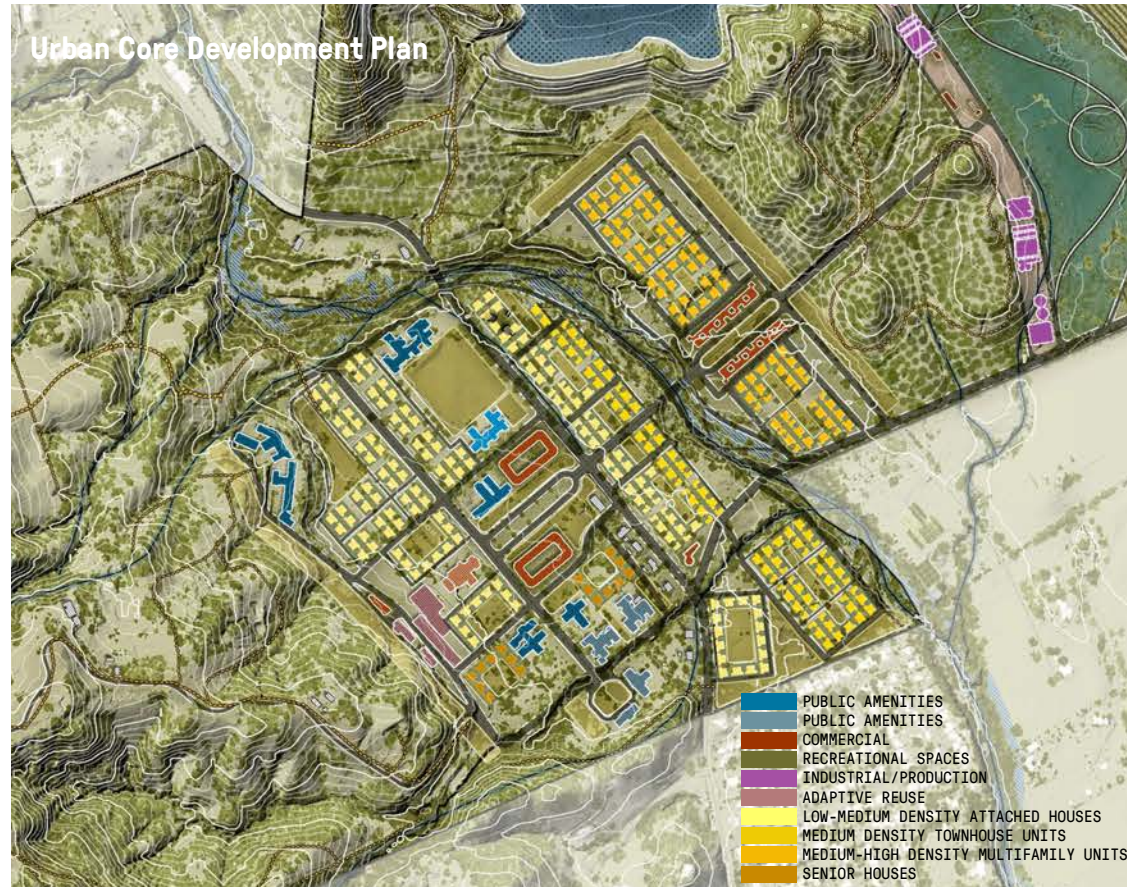 Urban Core Development Plan
PUBLIC AMENITIES
PUBLIC AMENITIES
COMMERCIAL
RECREATIONAL SPACES
INDUSTRIAL/PRODUCTION
ADAPTIVE REUSE
LOW-MEDIUM DENSITY ATTACHED HOUSES
MEDIUM DENSITY TOWNHOUSE UNITS
MEDIUM-HIGH DENSITY MULTIFAMILY UNITS
SENIOR HOUSES